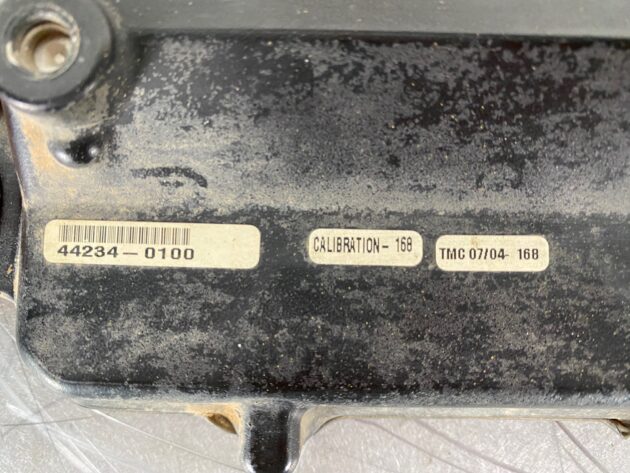 44234-0100
CALIBRATION- 168
TMC 07/04- 168